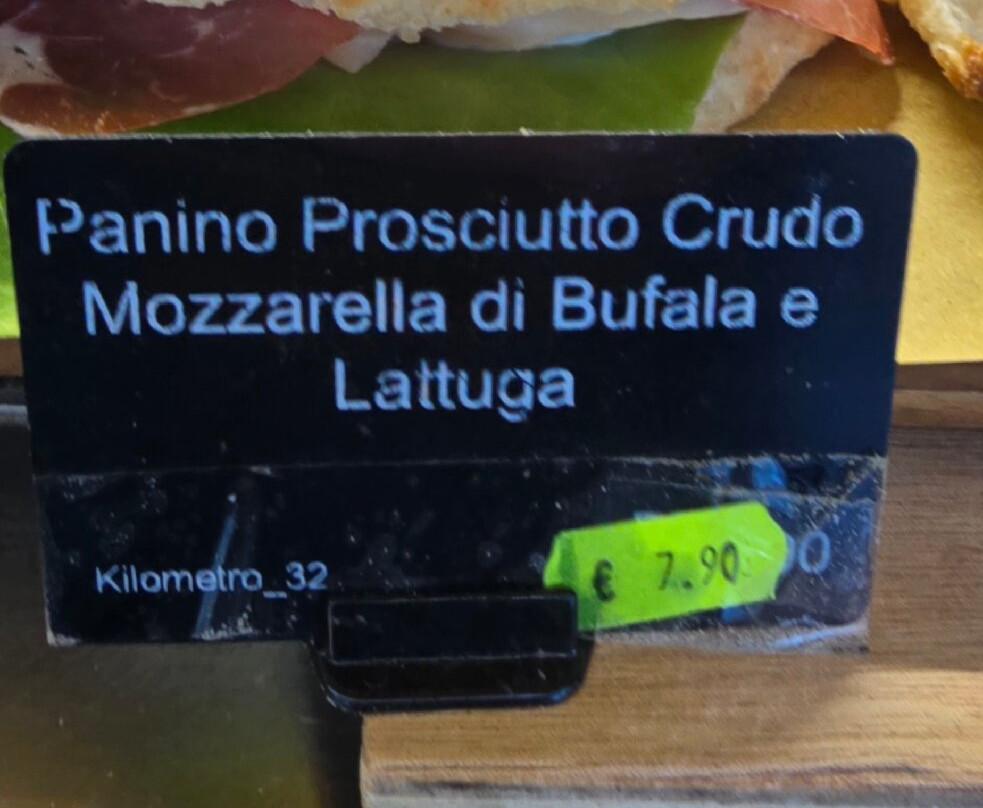 Panino Prosciutto Crudo
Mozzarella di Bufala e
Lattuga
Kilometro_32
€ 7.90